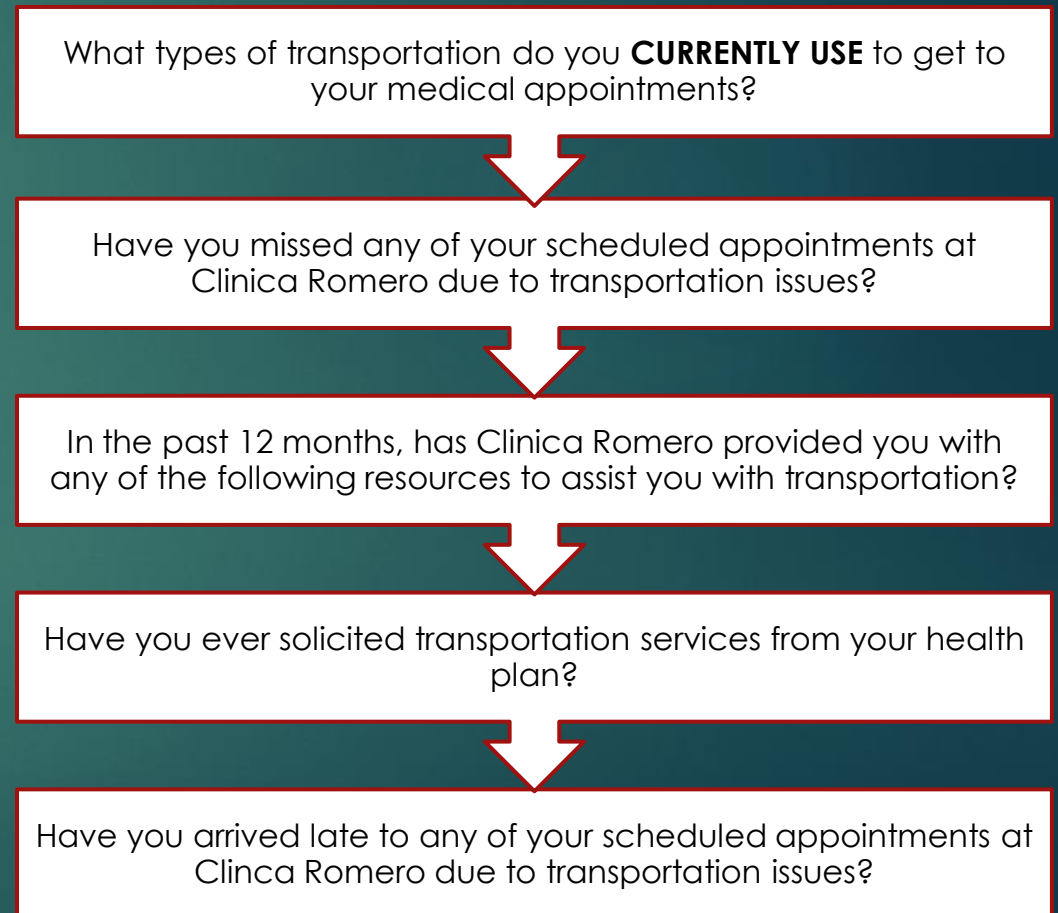 What types of transportation do you CURRENTLY USE to get to
your medical appointments?
Have you missed any of your scheduled appointments at
Clinica Romero due to transportation issues?
In the past 12 months, has Clinica Romero provided you with
any of the following resources to assist you with transportation?
Have you ever solicited transportation services from your health
plan?
Have you arrived late to any of your scheduled appointments at
Clinca Romero due to transportation issues?